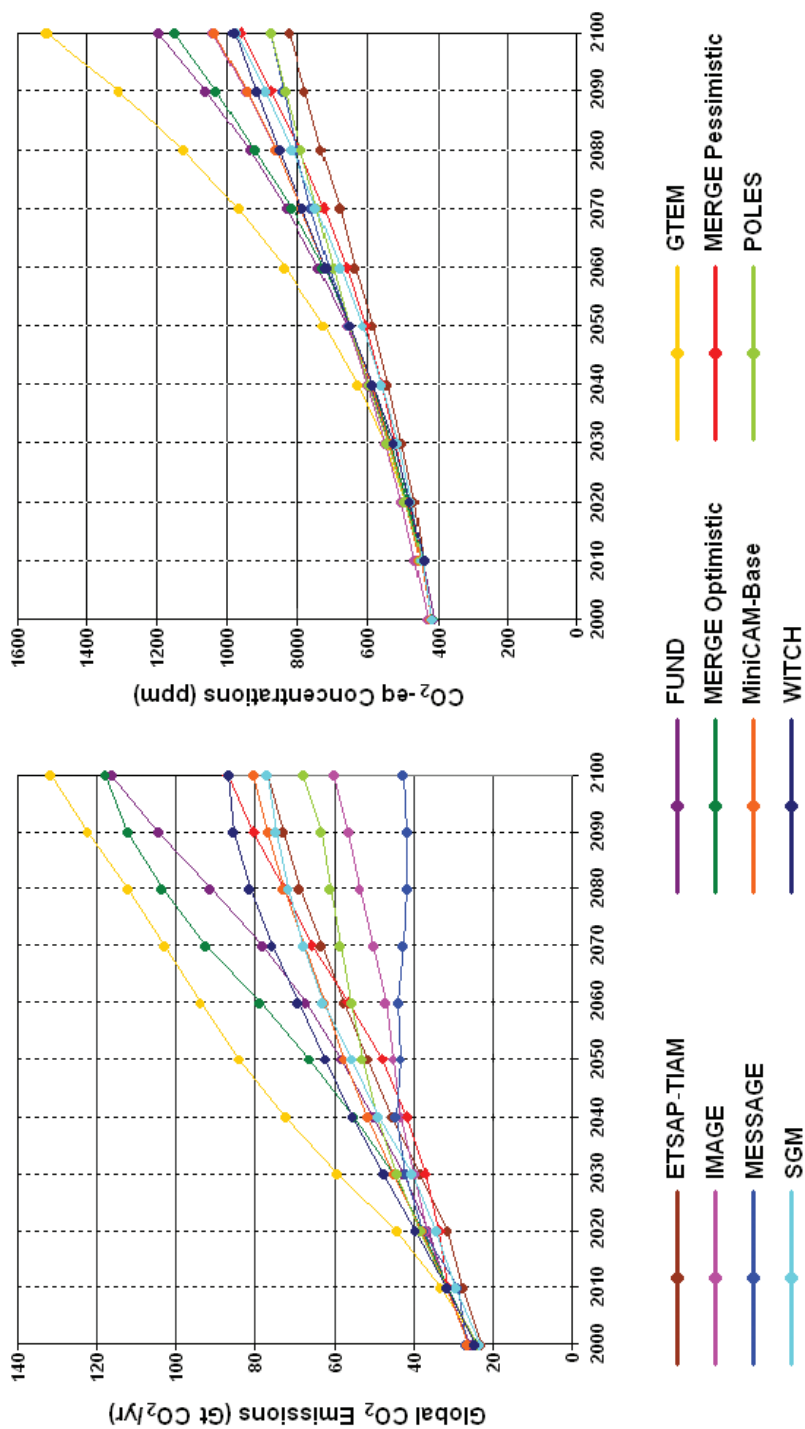 Global CO₂ Emissions (Gt CO₂/yr)
140
120
100
80
60
40
20
0
2000 2010 2020 2030 2040 2050 2060 2070 2080 2090 2100
CO₂-eq Concentrations (ppm)
1600
1400
1200
1000
800
600
400
200
0
2000 2010 2020 2030 2040 2050 2060 2070 2080 2090 2100
ETSAP-TIAM FUND GTEM
IMAGE MERGE Optimistic MERGE Pessimistic
MESSAGE MiniCAM-Base POLES
SGM WITCH